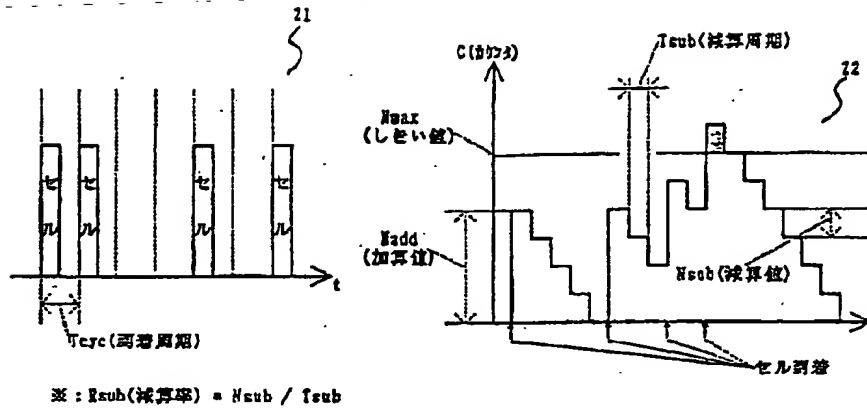 21
セル
セル
セル
セル
t
Tcyc(到着周期)
C(カウンタ)
Tsub(減算周期)
22
Nmax
(しきい値)
Nadd
(加算値)
Nsub(減算値)
セル到着
※:Rsub(減算率) = Nsub / Tsub